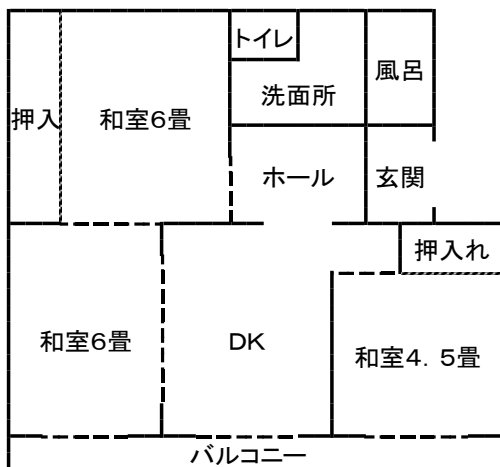 トイレ
風呂
洗面所
押入
和室6畳
ホール
玄関
押入れ
和室6畳
DK
和室4．5畳
バルコニー